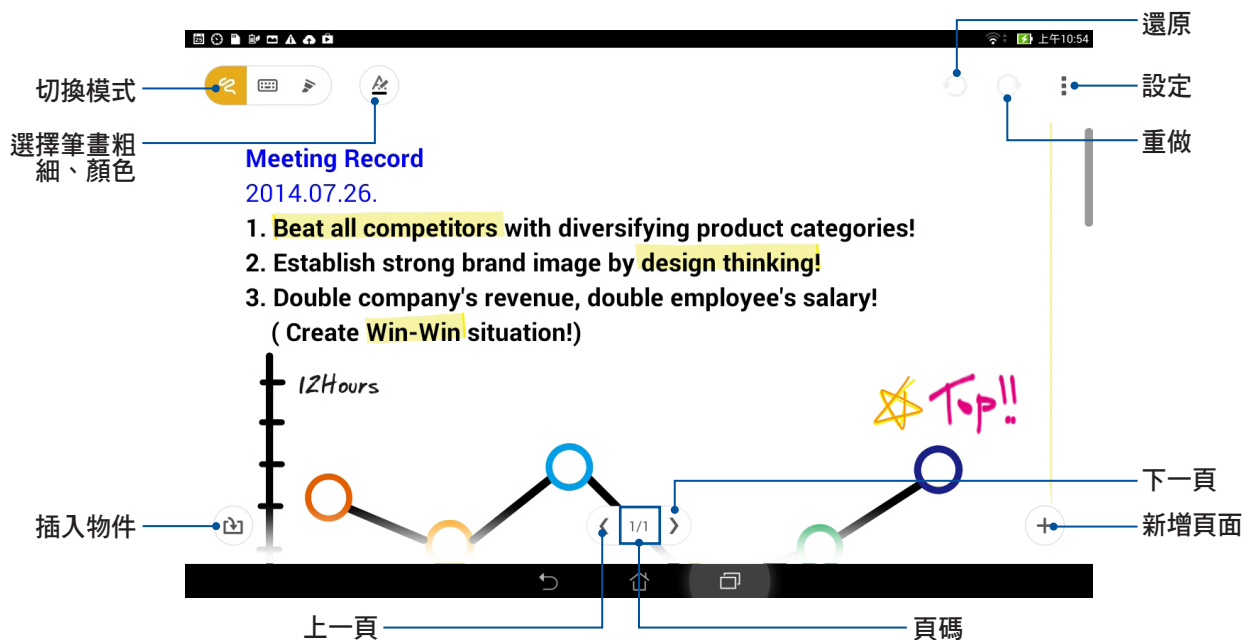 還原
上午10:54
切換模式
設定
選擇筆畫粗
細、顏色
重做
Meeting Record
2014.07.26.
1. Beat all competitors with diversifying product categories!
2. Establish strong brand image by design thinking!
3. Double company's revenue, double employee's salary!
( Create Win-Win situation!)
12Hours
Top!!
下一頁
插入物件
1/1
新增頁面
上一頁
頁碼